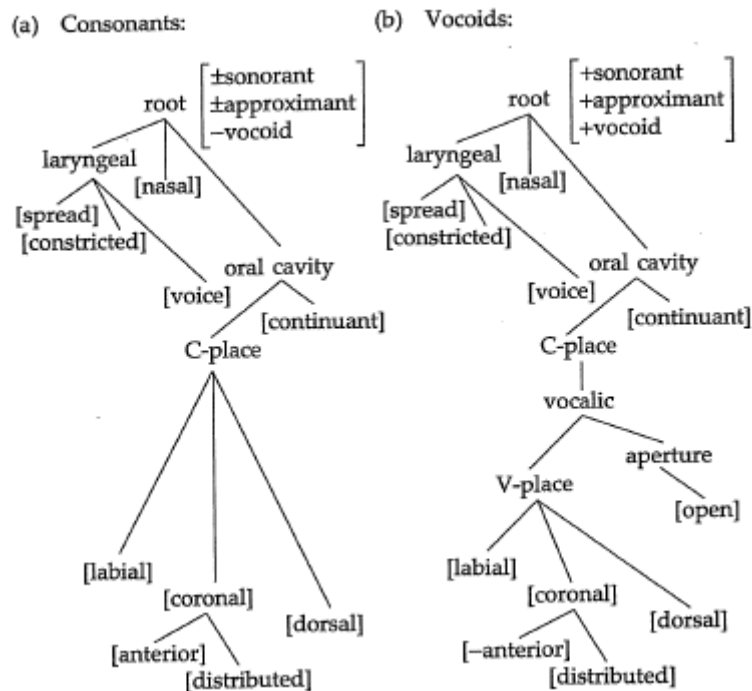 (a) Consonants:
root
±sonorant
±approximant
−vocoid
laryngeal
[nasal]
[spread]
[constricted]
oral cavity
[voice]
[continuant]
C-place
[labial]
[coronal]
[dorsal]
[anterior]
[distributed]
(b) Vocoids:
root
+sonorant
+approximant
+vocoid
laryngeal
[nasal]
[spread]
[constricted]
oral cavity
[voice]
[continuant]
C-place
vocalic
aperture
V-place
[open]
[labial]
[coronal]
[dorsal]
[−anterior]
[distributed]